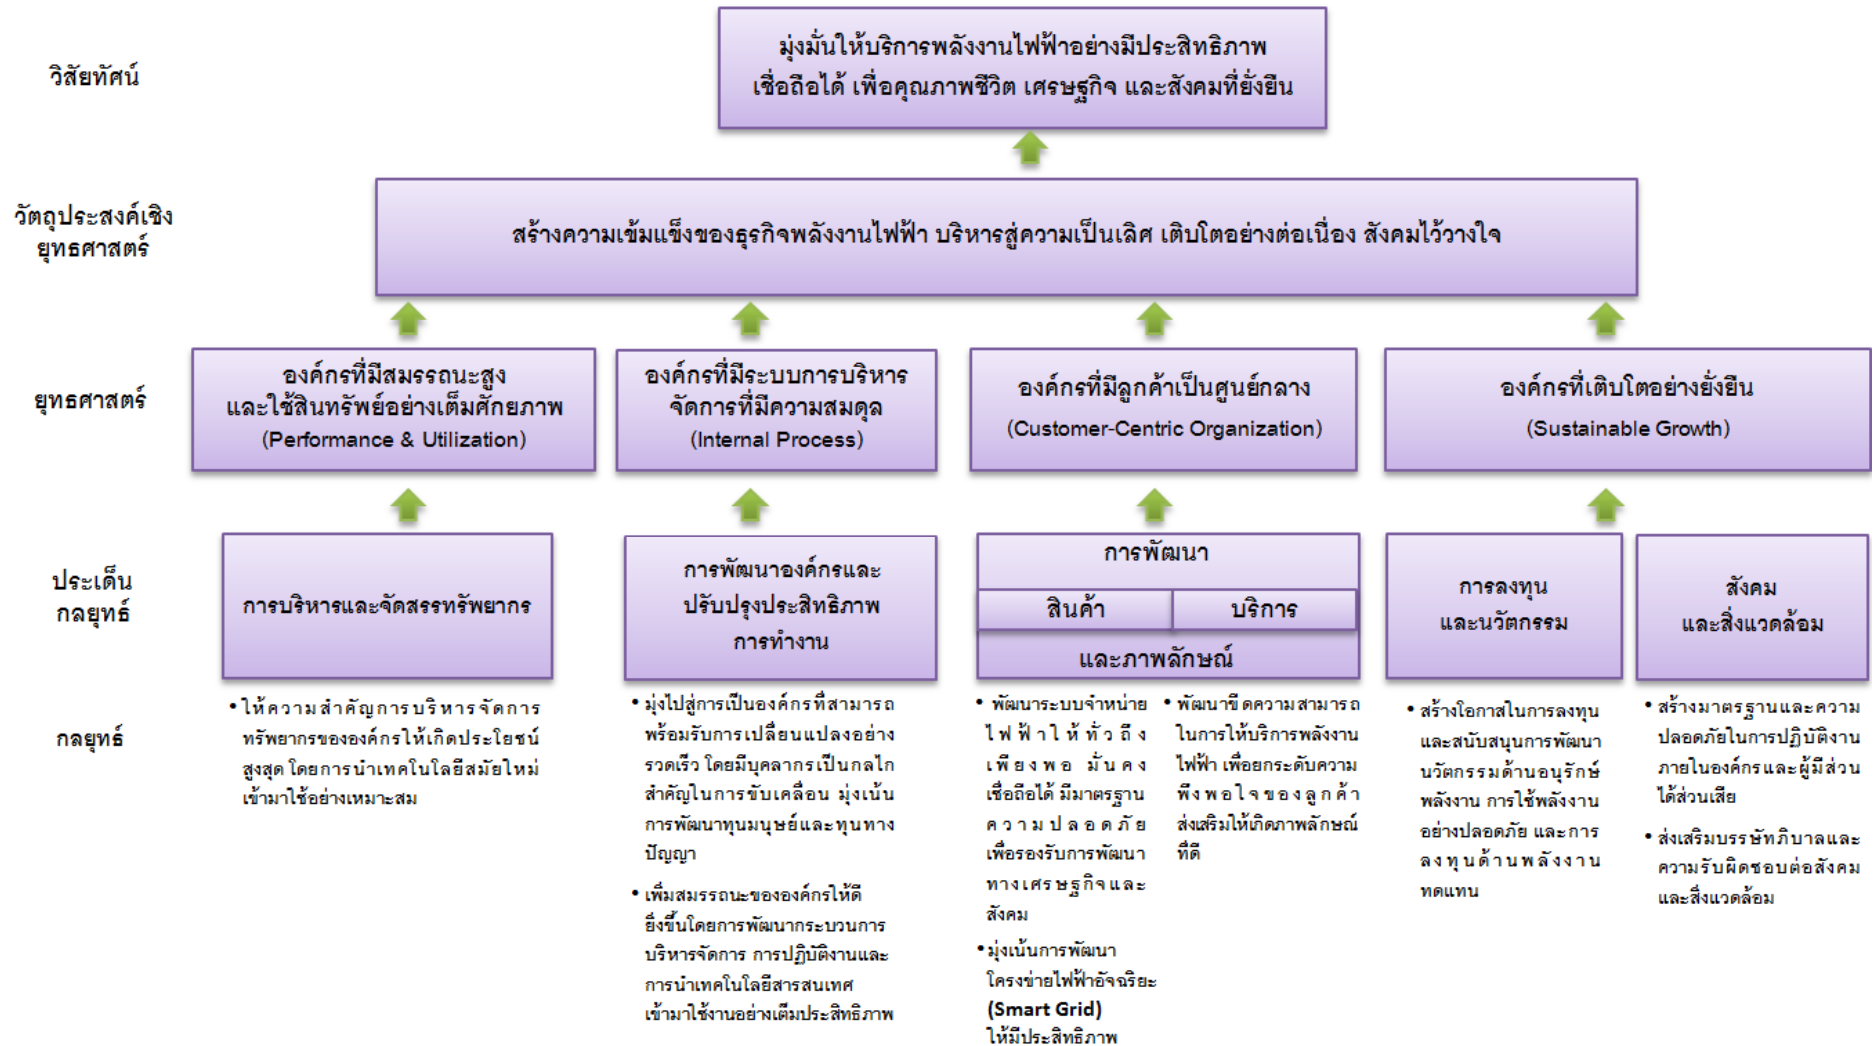 วิสัยทัศน์
มุ่งมั่นให้บริการพลังงานไฟฟ้าอย่างมีประสิทธิภาพ
เชื่อถือได้ เพื่อคุณภาพชีวิต เศรษฐกิจ และสังคมที่ยั่งยืน
วัตถุประสงค์เชิง
ยุทธศาสตร์
สร้างความเข้มแข็งของธุรกิจพลังงานไฟฟ้า บริหารสู่ความเป็นเลิศ เติบโตอย่างต่อเนื่อง สังคมไว้วางใจ
ยุทธศาสตร์
องค์กรที่มีสมรรถนะสูง
และใช้สินทรัพย์อย่างเต็มศักยภาพ
(Performance & Utilization)
องค์กรที่มีระบบการบริหาร
จัดการที่มีความสมดุล
(Internal Process)
องค์กรที่มีลูกค้าเป็นศูนย์กลาง
(Customer-Centric Organization)
องค์กรที่เติบโตอย่างยั่งยืน
(Sustainable Growth)
ประเด็น
กลยุทธ์
การบริหารและจัดสรรทรัพยากร
การพัฒนาองค์กรและ
ปรับปรุงประสิทธิภาพ
การทำงาน
การพัฒนา
สินค้า
บริการ
และภาพลักษณ์
การลงทุน
และนวัตกรรม
สังคม
และสิ่งแวดล้อม
กลยุทธ์
• ให้ความสำคัญการบริหารจัดการ
ทรัพยากรขององค์กรให้เกิดประโยชน์
สูงสุด โดยการนำเทคโนโลยีสมัยใหม่
เข้ามาใช้อย่างเหมาะสม
• มุ่งไปสู่การเป็นองค์กรที่สามารถ
พร้อมรับการเปลี่ยนแปลงอย่าง
รวดเร็ว โดยมีบุคลากรเป็นกลไก
สำคัญในการขับเคลื่อน มุ่งเน้น
การพัฒนาทุนมนุษย์และทุนทาง
ปัญญา
• เพิ่มสมรรถนะขององค์กรให้ดี
ยิ่งขึ้นโดยการพัฒนากระบวนการ
บริหารจัดการ การปฏิบัติงานและ
การนำเทคโนโลยีสารสนเทศ
เข้ามาใช้งานอย่างเต็มประสิทธิภาพ
• พัฒนาระบบจำหน่าย
ไฟฟ้าให้ทั่วถึง
เพียงพอ มั่นคง
เชื่อถือได้ มีมาตรฐาน
ความปลอดภัย
เพื่อรองรับการพัฒนา
ทางเศรษฐกิจและ
สังคม
• มุ่งเน้นการพัฒนา
โครงข่ายไฟฟ้าอัจฉริยะ
(Smart Grid)
ให้มีประสิทธิภาพ
• พัฒนาขีดความสามารถ
ในการให้บริการพลังงาน
ไฟฟ้า เพื่อยกระดับความ
พึงพอใจของลูกค้า
ส่งเสริมให้เกิดภาพลักษณ์
ที่ดี
• สร้างโอกาสในการลงทุน
และสนับสนุนการพัฒนา
นวัตกรรมด้านอนุรักษ์
พลังงาน การใช้พลังงาน
อย่างปลอดภัย และการ
ลงทุนด้านพลังงาน
ทดแทน
• สร้างมาตรฐานและความ
ปลอดภัยในการปฏิบัติงาน
ภายในองค์กรและผู้มีส่วน
ได้ส่วนเสีย
• ส่งเสริมบรรษัทภิบาลและ
ความรับผิดชอบต่อสังคม
และสิ่งแวดล้อม